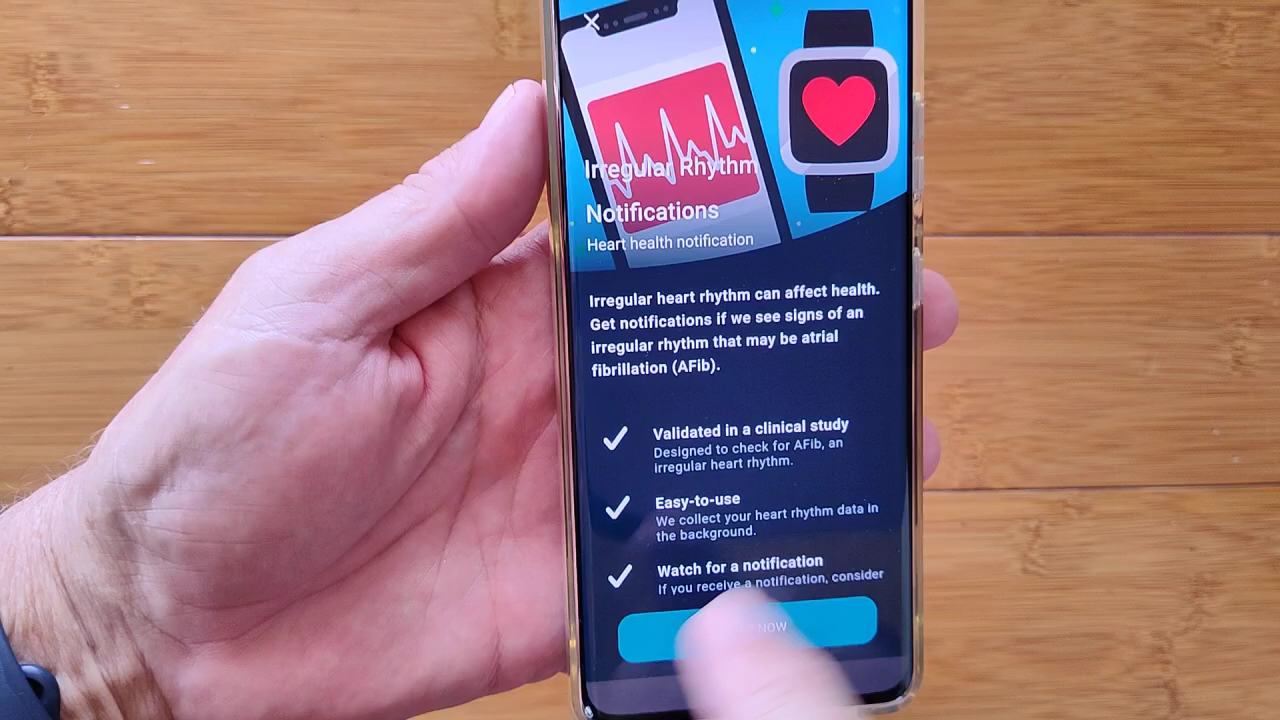 Irregular Rhythm
Notifications
Heart health notification
Irregular heart rhythm can affect health.
Get notifications if we see signs of an
irregular rhythm that may be atrial
fibrillation (AFib).
Validated in a clinical study
Designed to check for AFib, an
irregular heart rhythm.
Easy-to-use
We collect your heart rhythm data in
the background.
Watch for a notification
If you receive a notification, consider
NOW